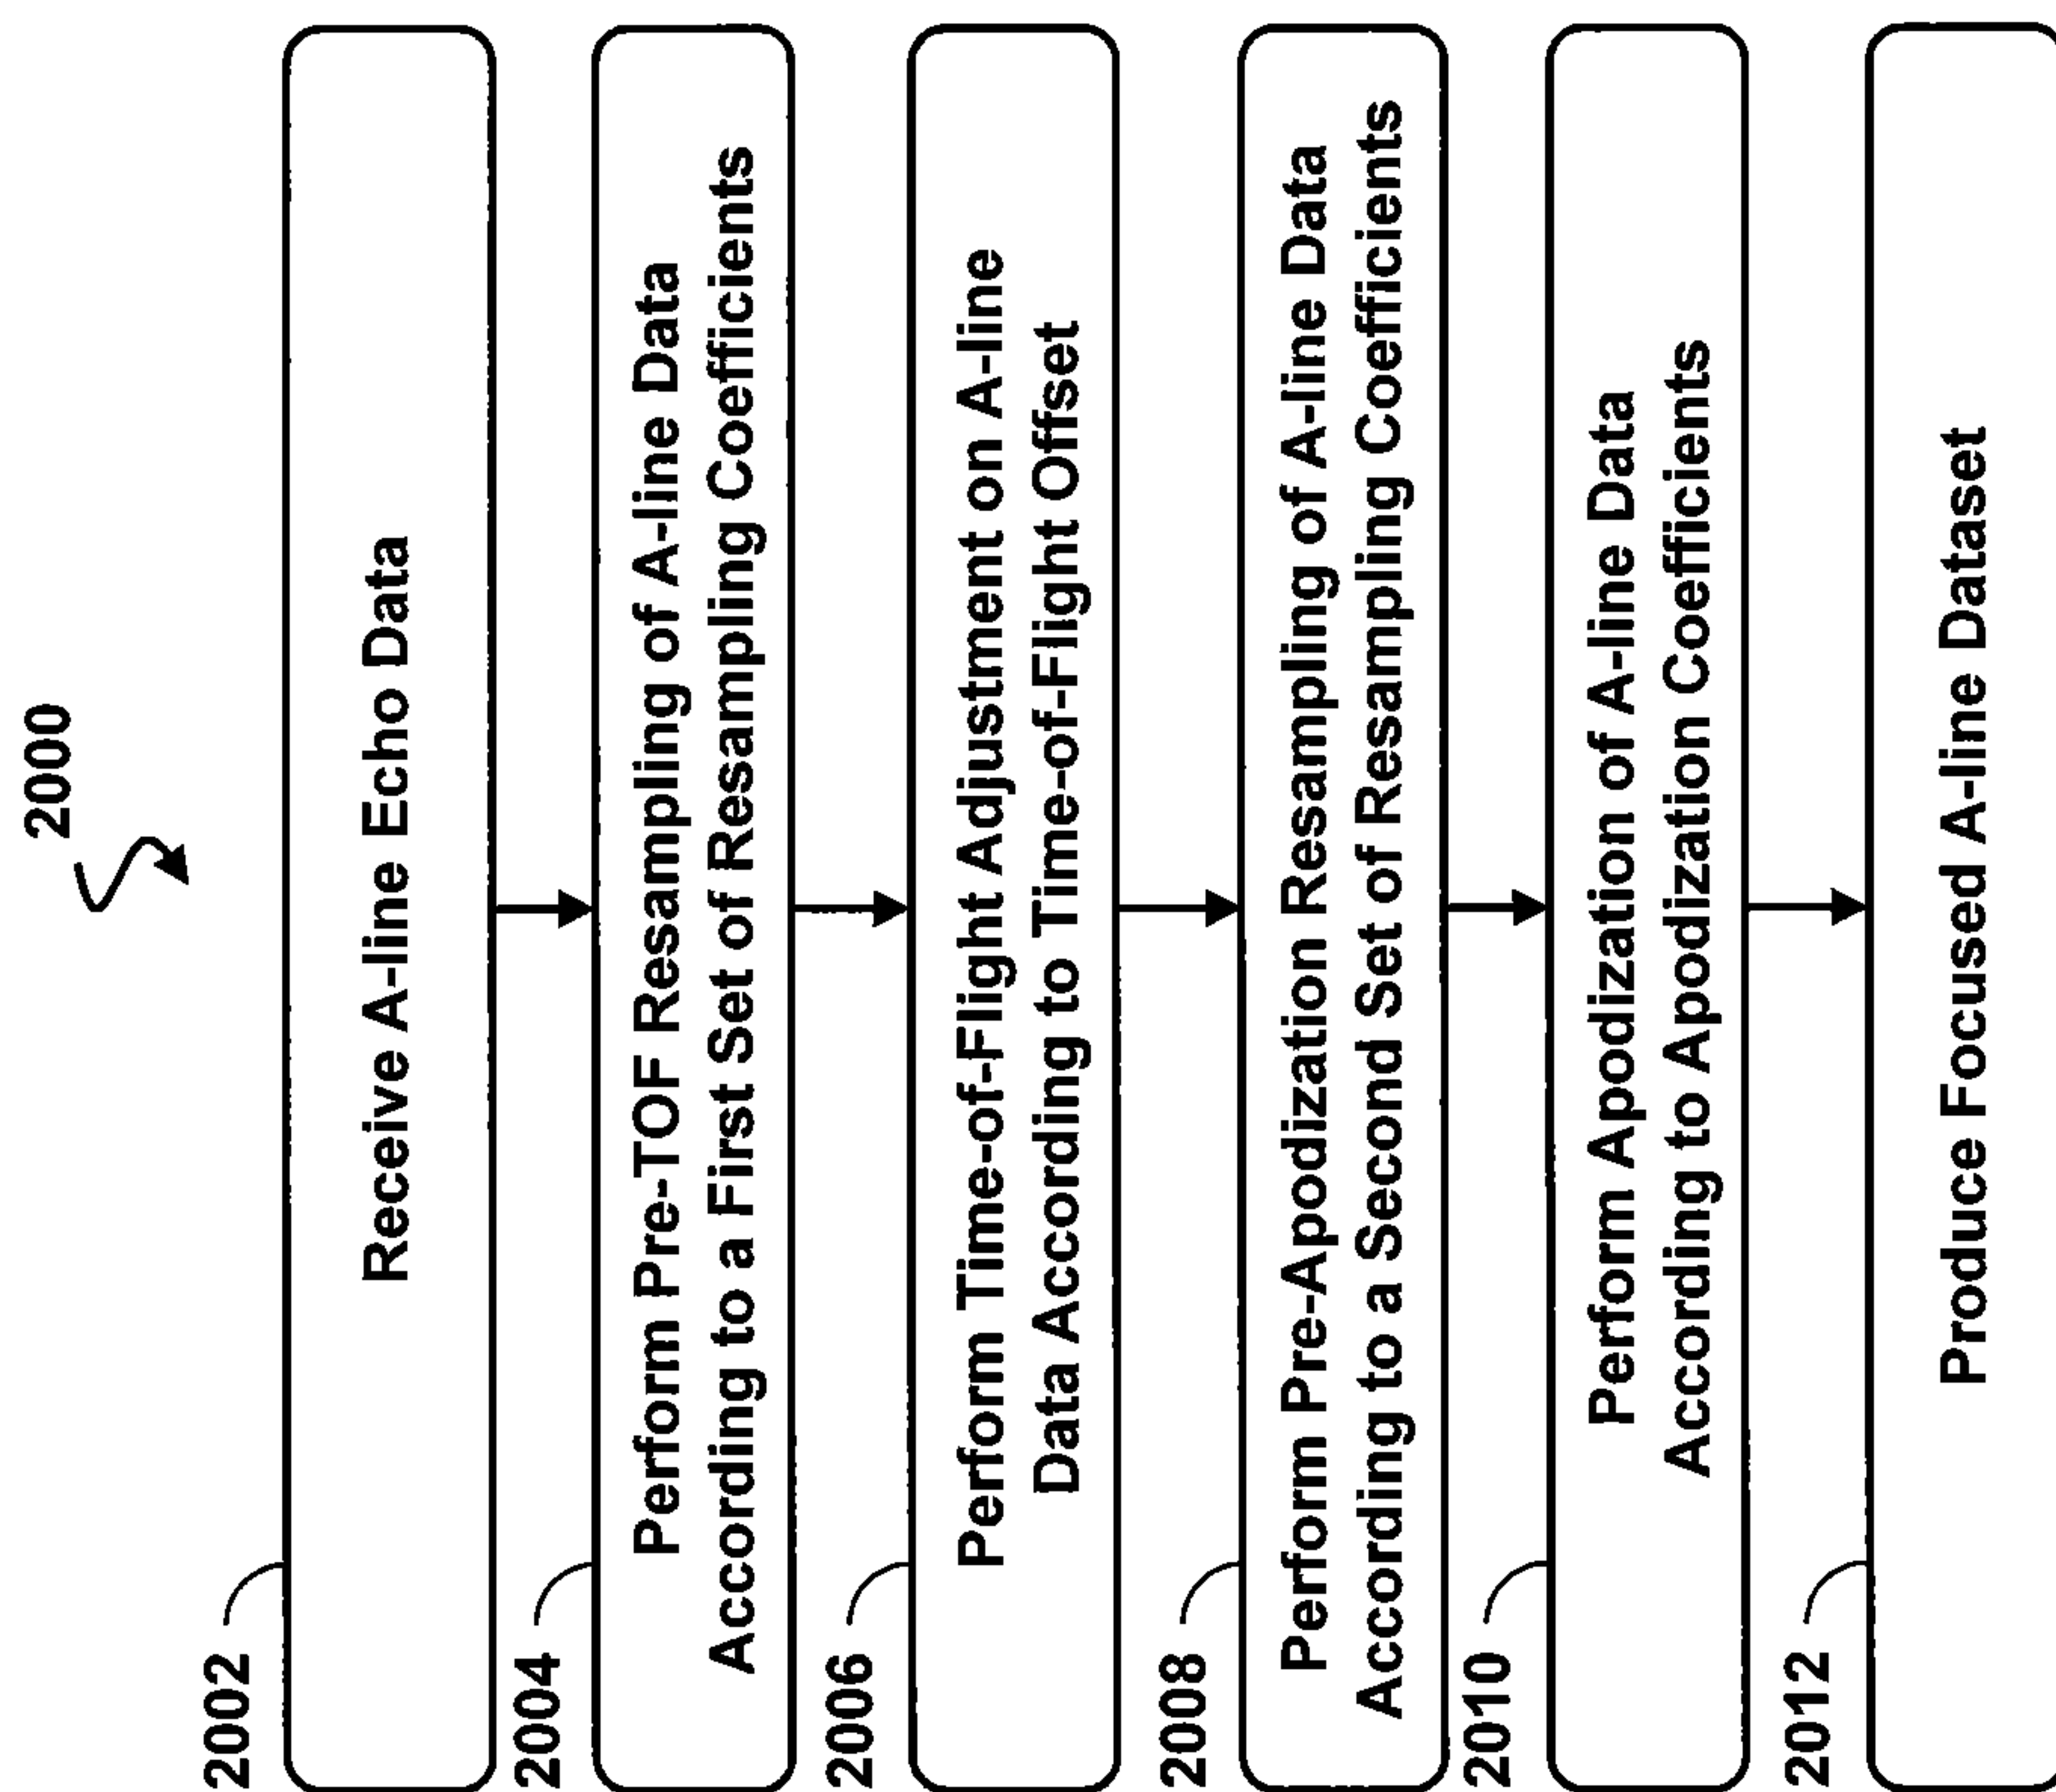 2000
2002
Receive A-line Echo Data
2004
Perform Pre-TOF Resampling of A-line Data
According to a First Set of Resampling Coefficients
2006
Perform Time-of-Flight Adjustment on A-line
Data According to Time-of-Flight Offset
2008
Perform Pre-Apodization Resampling of A-line Data
According to a Second Set of Resampling Coefficients
2010
Perform Apodization of A-line Data
According to Apodization Coefficients
2012
Produce Focused A-line Dataset